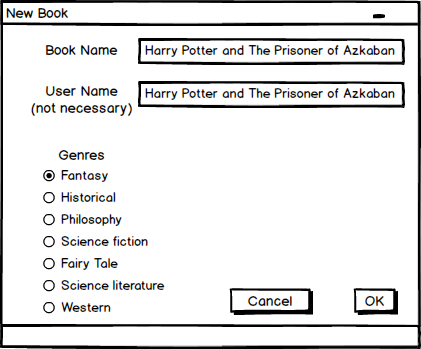 New Book
Book Name
Harry Potter and The Prisoner of Azkaban
User Name
(not necessary)
Harry Potter and The Prisoner of Azkaban
Genres
Fantasy
Historical
Philosophy
Science fiction
Fairy Tale
Science literature
Western
Cancel
OK